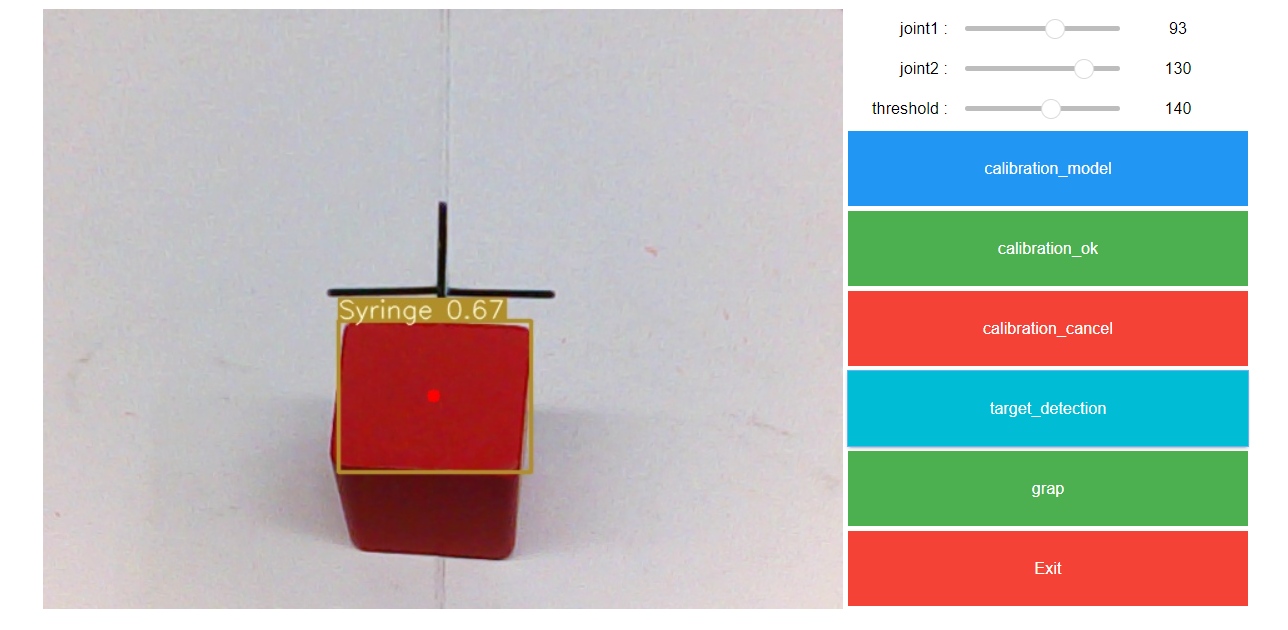 joint1 : 93
joint2 : 130
threshold : 140
calibration_model
calibration_ok
calibration_cancel
target_detection
grap
Exit
Syringe 0.67